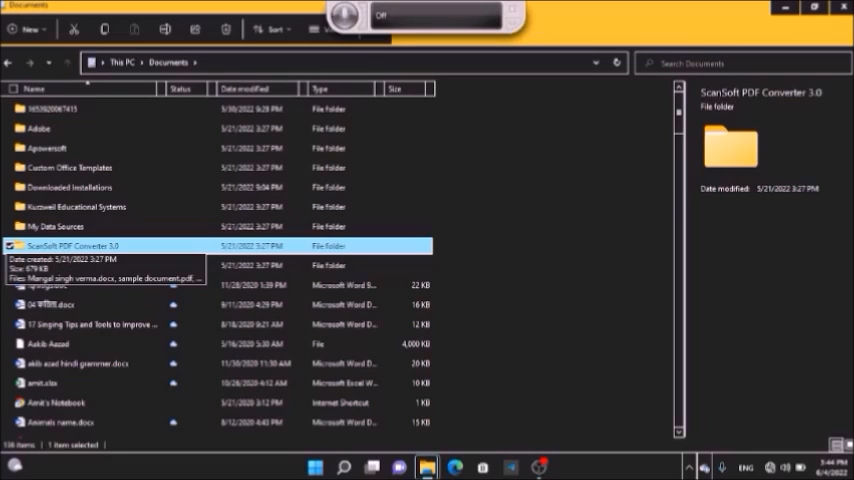 Documents
Off
New
Sort
This PC > Documents >
Search Documents
Name Status Date modified Type Size
1653920067415 5/30/2022 9:28 PM File folder
Adobe 5/21/2022 3:27 PM File folder
Apowersoft 5/21/2022 3:27 PM File folder
Custom Office Templates 5/21/2022 3:27 PM File folder
Downloaded Installations 5/21/2022 9:04 PM File folder
Kurzweil Educational Systems 5/21/2022 3:27 PM File folder
My Data Sources 5/21/2022 3:27 PM File folder
ScanSoft PDF Converter 3.0 5/21/2022 3:27 PM File folder
Date created: 5/21/2022 3:27 PM
Size: 679 KB
Files: Mangal singh verma.docx, sample document.pdf, ...
5/21/2022 3:27 PM File folder
11/28/2020 1:39 PM Microsoft Word S... 22 KB
04 .docx 9/11/2020 4:29 PM Microsoft Word D... 16 KB
17 Singing Tips and Tools to Improve ... 8/18/2020 9:21 AM Microsoft Word D... 12 KB
Aakib Aazad 5/16/2020 5:30 AM File 4,000 KB
akib asad hindi grammer.docx 11/30/2020 11:30 AM Microsoft Word D... 20 KB
amit.xlsx 10/28/2020 4:12 AM Microsoft Excel W... 10 KB
Amit's Notebook 5/21/2020 3:12 PM Internet Shortcut 1 KB
Animals name.docx 8/12/2020 4:43 PM Microsoft Word D... 15 KB
136 items 1 item selected
ScanSoft PDF Converter 3.0
File folder
Date modified: 5/21/2022 3:27 PM
ENG
5:44 PM
6/4/2022